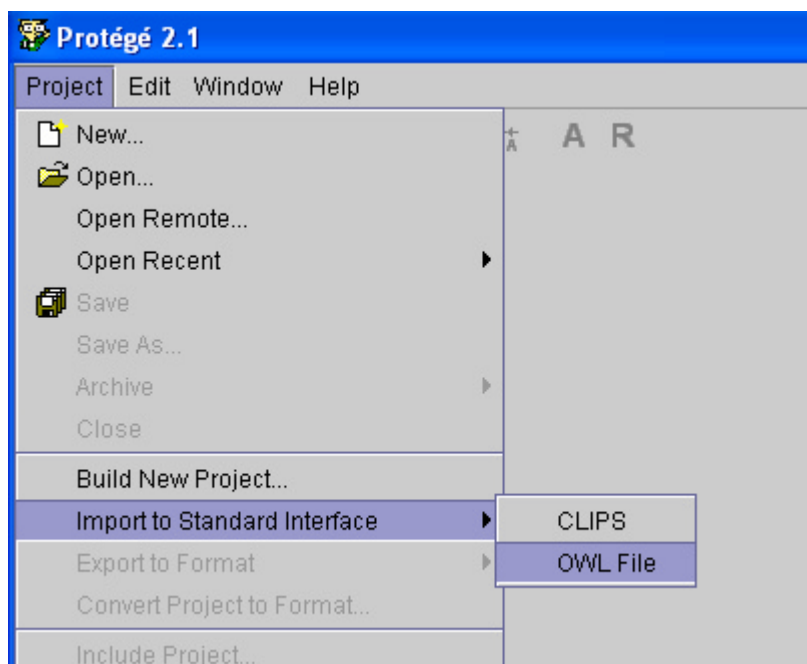 Protégé 2.1
Project Edit Window Help
New...
A R
Open...
Open Remote...
Open Recent
Save
Save As...
Archive
Close
Build New Project...
Import to Standard Interface
CLIPS
Export to Format
OWL File
Convert Project to Format...
Include Project...